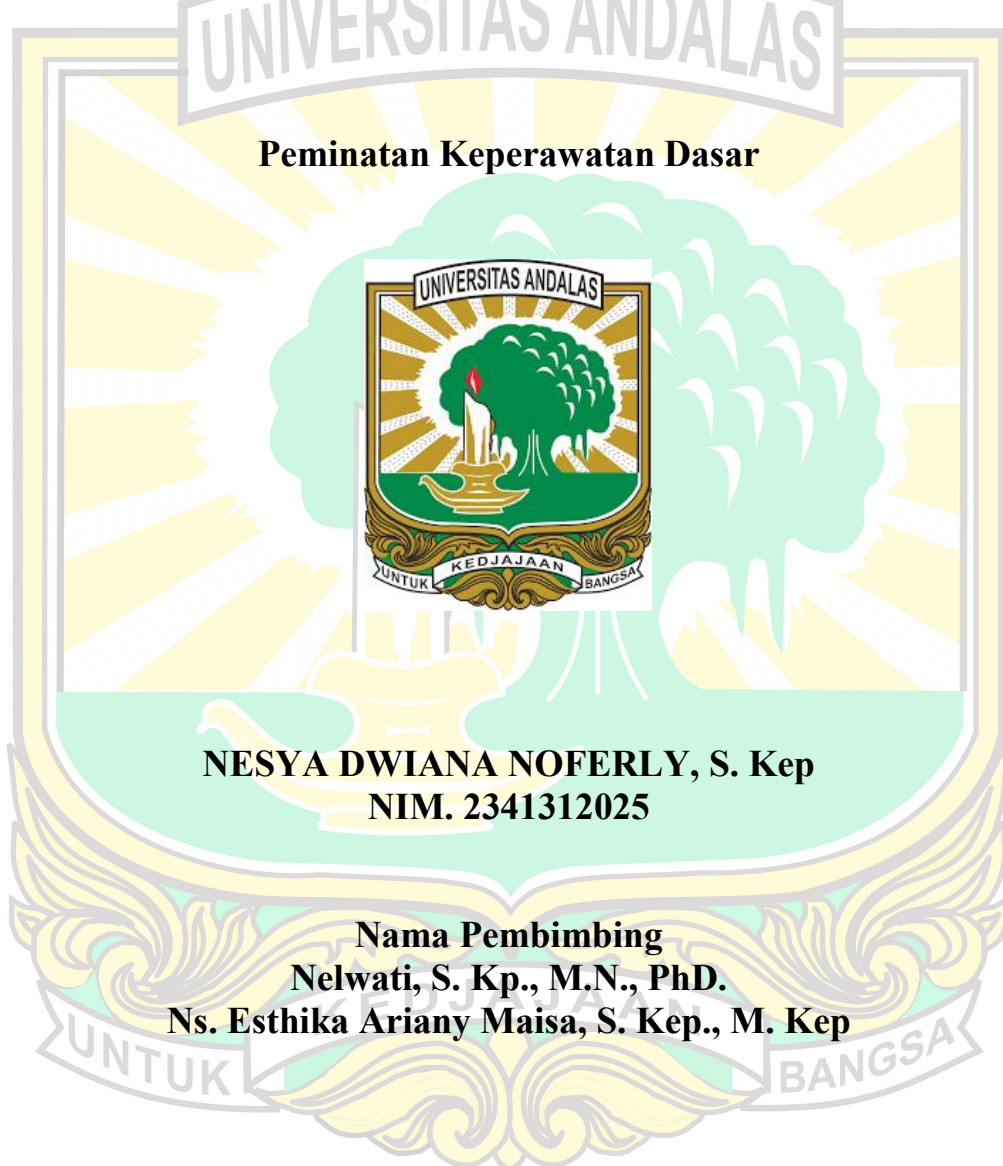 UNIVERSITAS ANDALAS
Peminatan Keperawatan Dasar
UNIVERSITAS ANDALAS
UNTUK KEDJAJAAN BANGSA
NESYA DWIANA NOFERLY, S. Kep
NIM. 2341312025
Nama Pembimbing
Nelwati, S. Kp., M.N., PhD.
Ns. Esthika Ariany Maisa, S. Kep., M. Kep
UNTUK KEDJAJAAN BANGSA